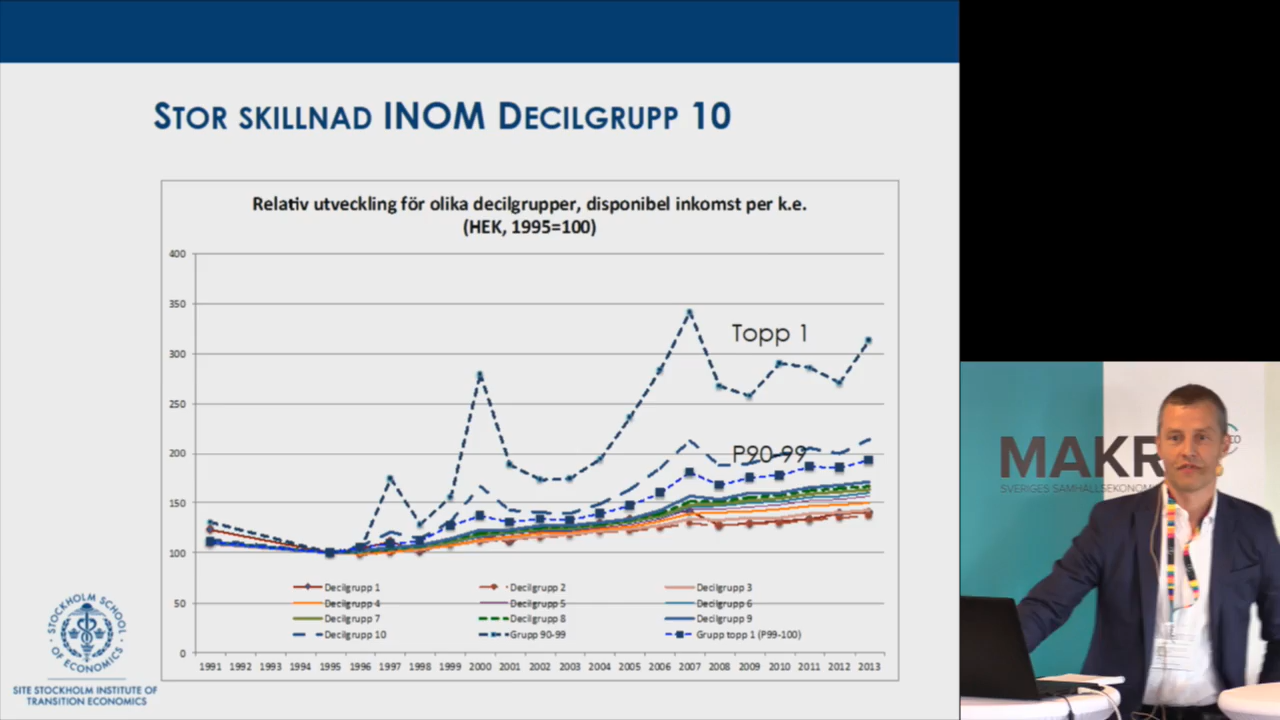 STOR SKILLNAD INOM DECILGRUPP 10
Relativ utveckling för olika decilgrupper, disponibel inkomst per k.e.
(HEK, 1995=100)
400
350
300
250
200
150
100
50
0
Topp 1
P90-99
Decilgrupp 1
Decilgrupp 2
Decilgrupp 3
Decilgrupp 4
Decilgrupp 5
Decilgrupp 6
Decilgrupp 7
Decilgrupp 8
Decilgrupp 9
Decilgrupp 10
Grupp 90-99
Grupp topp 1 (P99-100)
1991 1992 1993 1994 1995 1996 1997 1998 1999 2000 2001 2002 2003 2004 2005 2006 2007 2008 2009 2010 2011 2012 2013
STOCKHOLM SCHOOL
OF ECONOMICS
SITE STOCKHOLM INSTITUTE OF
TRANSITION ECONOMICS
MAKR
CO
SVERIGES SAMHÄLLSEKONOM